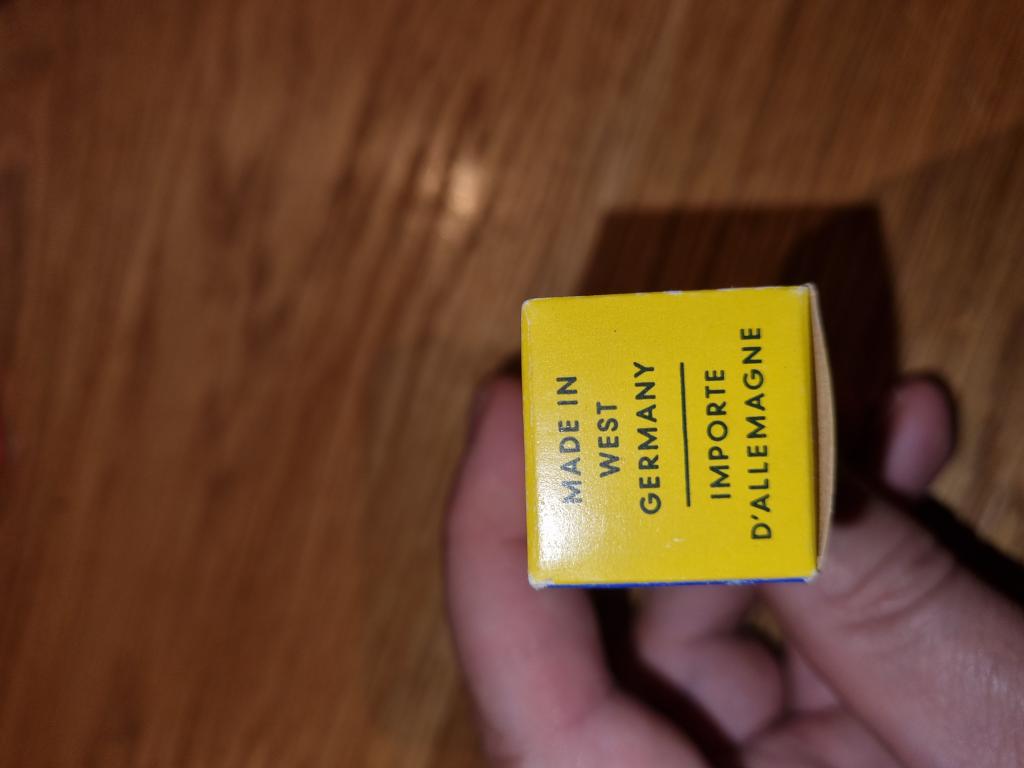 MADE IN
WEST
GERMANY
IMPORTE
D'ALLEMAGNE